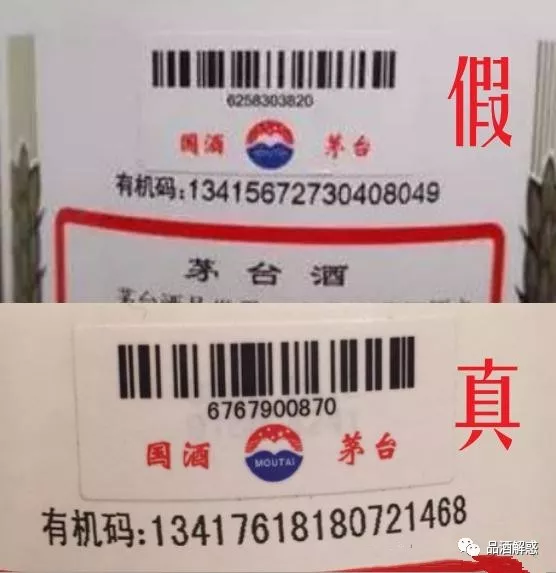 6258303820
假
国酒 茅台
有机码:13415672730408049
茅台酒
6767900870
真
国酒 MOUTAI 茅台
有机码:13417618180721468
品酒解惑